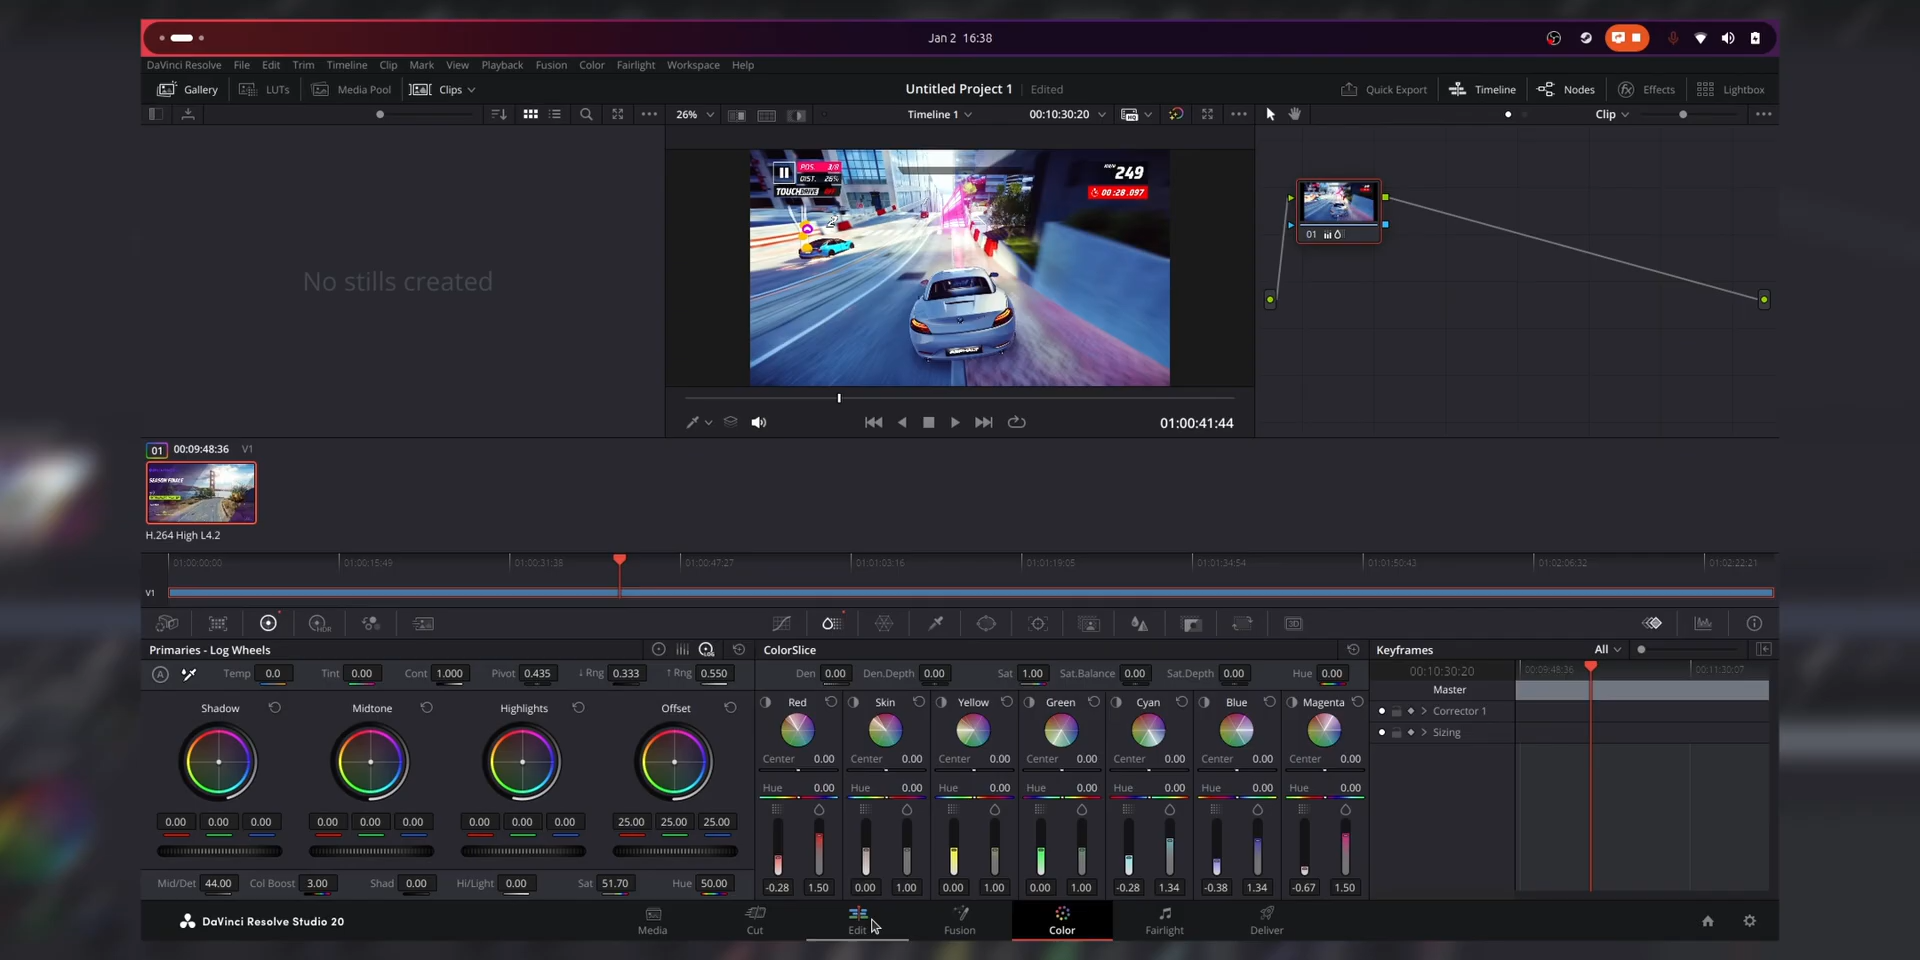 Jan 2 16:38
DaVinci Resolve File Edit Trim Timeline Clip Mark View Playback Fusion Color Fairlight Workspace Help
Gallery LUTs Media Pool Clips Untitled Project 1 Edited Quick Export Timeline Nodes Effects Lightbox
26% Timeline 1 00:10:30:20 Clip
POS. 3/8
DIST. 26%
TOUCHDRIVE OFF
249
00:28.097
2
ASPHALT
01
No stills created
01:00:41:44
01 00:09:48:36 V1
SEASON FINALE
H.264 High L4.2
01:00:00:00 01:00:15:49 01:00:31:38 01:00:47:27 01:01:03:16 01:01:19:05 01:01:34:54 01:01:50:43 01:02:06:32 01:02:22:21
V1
HDR 3D
Primaries - Log Wheels ColorSlice Keyframes All
A Temp 0.0 Tint 0.00 Cont 1.000 Pivot 0.435 ↓ Rng 0.333 ↑ Rng 0.550 Den 0.00 Den.Depth 0.00 Sat 1.00 Sat.Balance 0.00 Sat.Depth 0.00 Hue 0.00 00:10:30:20 00:09:48:36 00:11:30:07
Master
Shadow Midtone Highlights Offset Red Skin Yellow Green Cyan Blue Magenta Corrector 1
Sizing
Center 0.00 Center 0.00 Center 0.00 Center 0.00 Center 0.00 Center 0.00 Center 0.00
Hue 0.00 Hue 0.00 Hue 0.00 Hue 0.00 Hue 0.00 Hue 0.00 Hue 0.00
0.00 0.00 0.00 0.00 0.00 0.00 0.00 0.00 0.00 25.00 25.00 25.00
Mid/Det 44.00 Col Boost 3.00 Shad 0.00 Hi/Light 0.00 Sat 51.70 Hue 50.00 -0.28 1.50 0.00 1.00 0.00 1.00 0.00 1.00 -0.28 1.34 -0.38 1.34 -0.67 1.50
DaVinci Resolve Studio 20 Media Cut Edit Fusion Color Fairlight Deliver